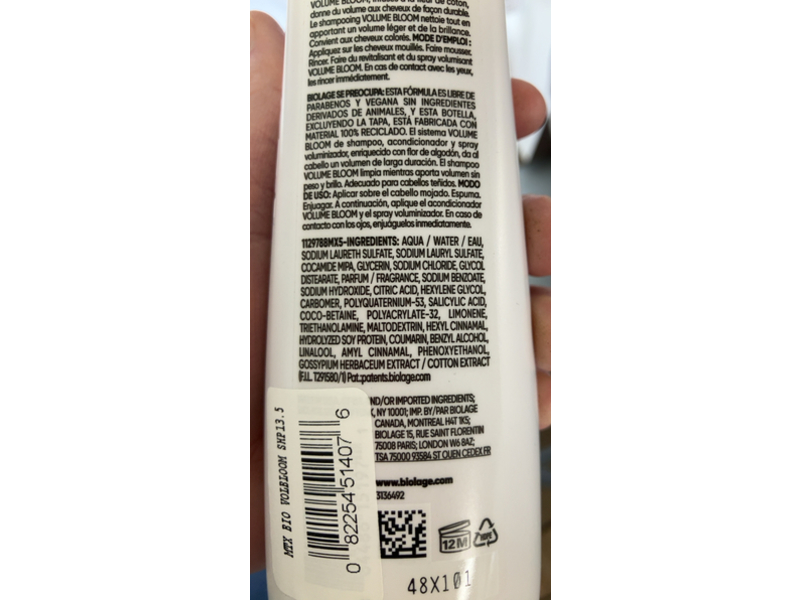 VOLUME BLOOM, infusés à la fleur de coton,
donne du volume aux cheveux de façon durable.
Le shampooing VOLUME BLOOM nettoie tout en
apportant un volume léger et de la brillance.
Convient aux cheveux colorés. MODE D'EMPLOI :
Appliquez sur les cheveux mouillés. Faire mousser.
Rincer. Faire du revitalisant et du spray volumisant
VOLUME BLOOM. En cas de contact avec les yeux,
les rincer immédiatement.
BIOLAGE SE PREOCUPA: ESTA FÓRMULA ES LIBRE DE
PARABENOS Y VEGANA SIN INGREDIENTES
DERIVADOS DE ANIMALES, Y ESTA BOTELLA,
EXCLUYENDO LA TAPA, ESTÁ FABRICADA CON
MATERIAL 100% RECICLADO. El sistema VOLUME
BLOOM de shampoo, acondicionador y spray
voluminizador, enriquecido con flor de algodón, da al
cabello un volumen de larga duración. El shampoo
VOLUME BLOOM limpia mientras aporta volumen sin
peso y brillo. Adecuado para cabellos teñidos. MODO
DE USO: Aplicar sobre el cabello mojado. Espuma.
Enjuagar. A continuación, aplique el acondicionador
VOLUME BLOOM y el spray voluminizador. En caso de
contacto con los ojos, enjuáguelos inmediatamente.
1129788MX5-INGREDIENTS: AQUA / WATER / EAU,
SODIUM LAURETH SULFATE, SODIUM LAURYL SULFATE,
COCAMIDE MIPA, GLYCERIN, SODIUM CHLORIDE, GLYCOL
DISTEARATE, PARFUM / FRAGRANCE, SODIUM BENZOATE,
SODIUM HYDROXIDE, CITRIC ACID, HEXYLENE GLYCOL,
CARBOMER, POLYQUATERNIUM-53, SALICYLIC ACID,
COCO-BETAINE, POLYACRYLATE-32, LIMONENE,
TRIETHANOLAMINE, MALTODEXTRIN, HEXYL CINNAMAL,
HYDROLYZED SOY PROTEIN, COUMARIN, BENZYL ALCOHOL,
LINALOOL, AMYL CINNAMAL, PHENOXYETHANOL,
GOSSYPIUM HERBACEUM EXTRACT / COTTON EXTRACT
(F.I.L. T291580/1) Pat.:patents.biolage.com
ND/OR IMPORTED INGREDIENTS;
, NY 10001; IMP. BY/PAR BIOLAGE
CANADA, MONTREAL H4T 1K5;
BIOLAGE 15, RUE SAINT FLORENTIN
75008 PARIS; LONDON W6 8AZ;
TSA 75000 93584 ST OUEN CEDEX FR
www.biolage.com
3136492
MTX BIO VOLBLOOM SHP13.5
0 82254 51407 6
12M
48X101